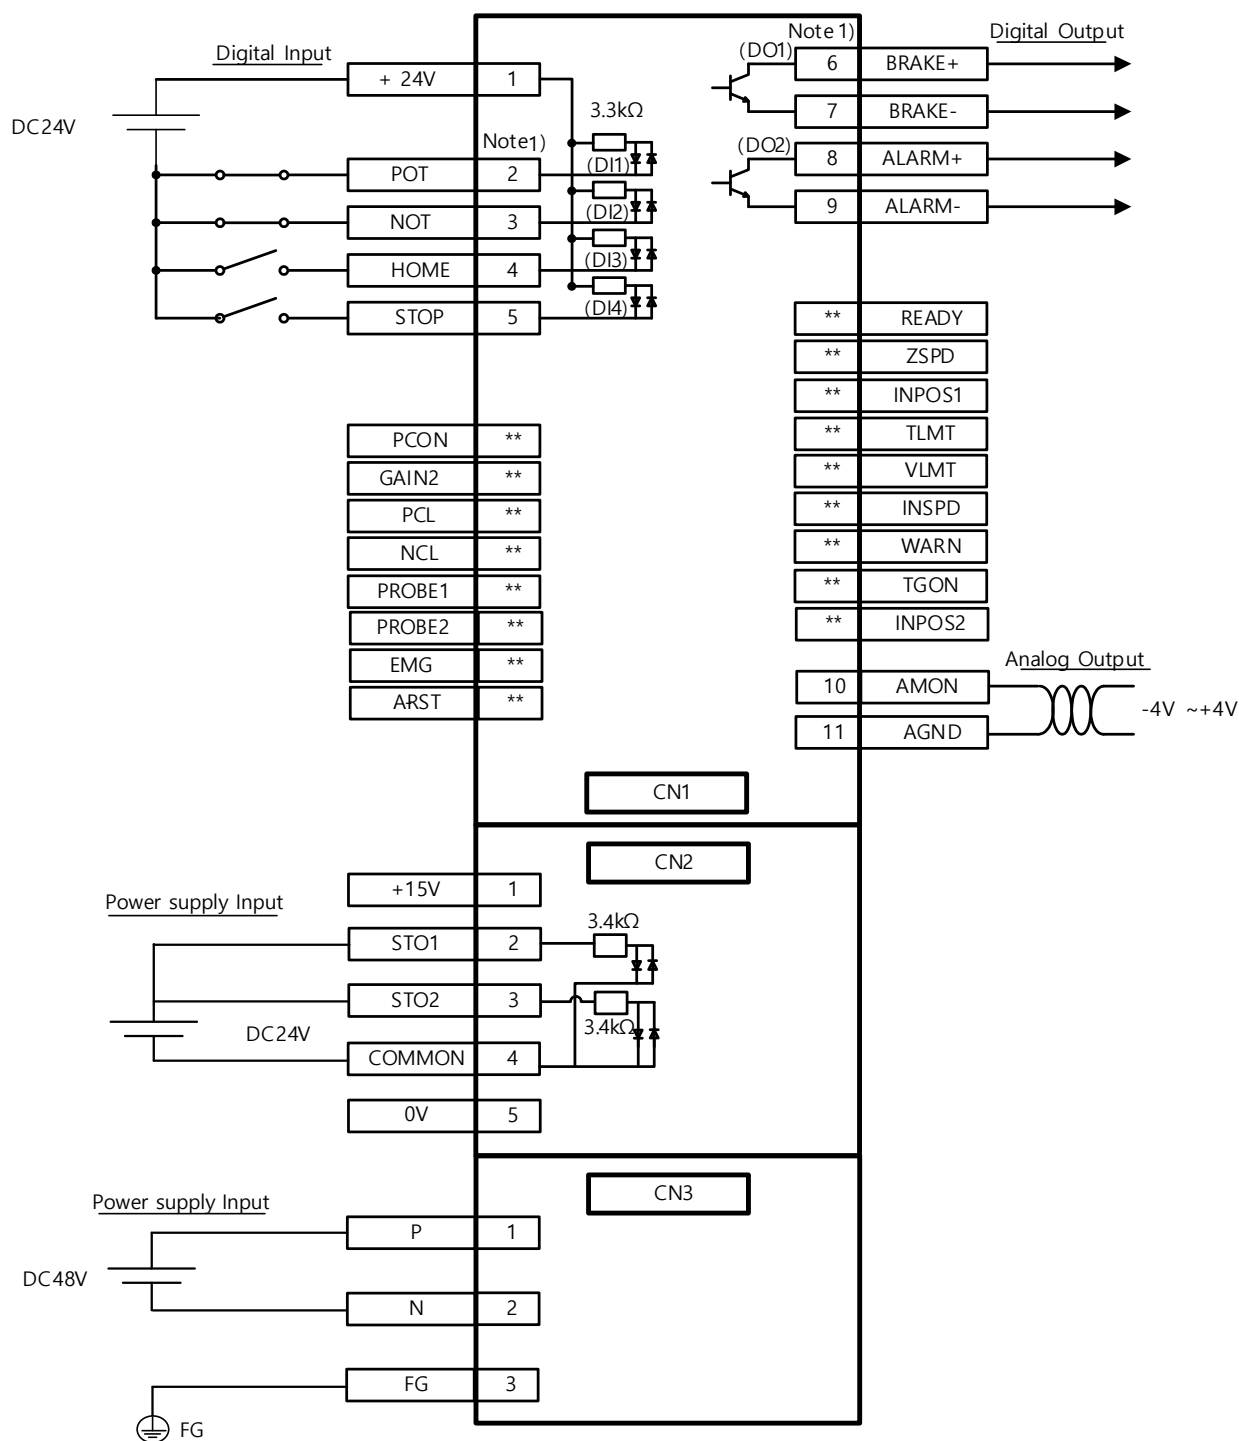 Digital Input
DC24V
+ 24V 1
Note1)
POT 2
NOT 3
HOME 4
STOP 5
3.3kΩ
(DI1)
(DI2)
(DI3)
(DI4)
PCON **
GAIN2 **
PCL **
NCL **
PROBE1 **
PROBE2 **
EMG **
ARST **
Note1)
Digital Output
(DO1)
6 BRAKE+
7 BRAKE-
(DO2)
8 ALARM+
9 ALARM-
** READY
** ZSPD
** INPOS1
** TLMT
** VLMT
** INSPD
** WARN
** TGON
** INPOS2
Analog Output
10 AMON
11 AGND
-4V ~+4V
CN1
CN2
Power supply Input
+15V 1
STO1 2
STO2 3
COMMON 4
0V 5
DC24V
3.4kΩ
3.4kΩ
CN3
Power supply Input
DC48V
P 1
N 2
FG 3
FG